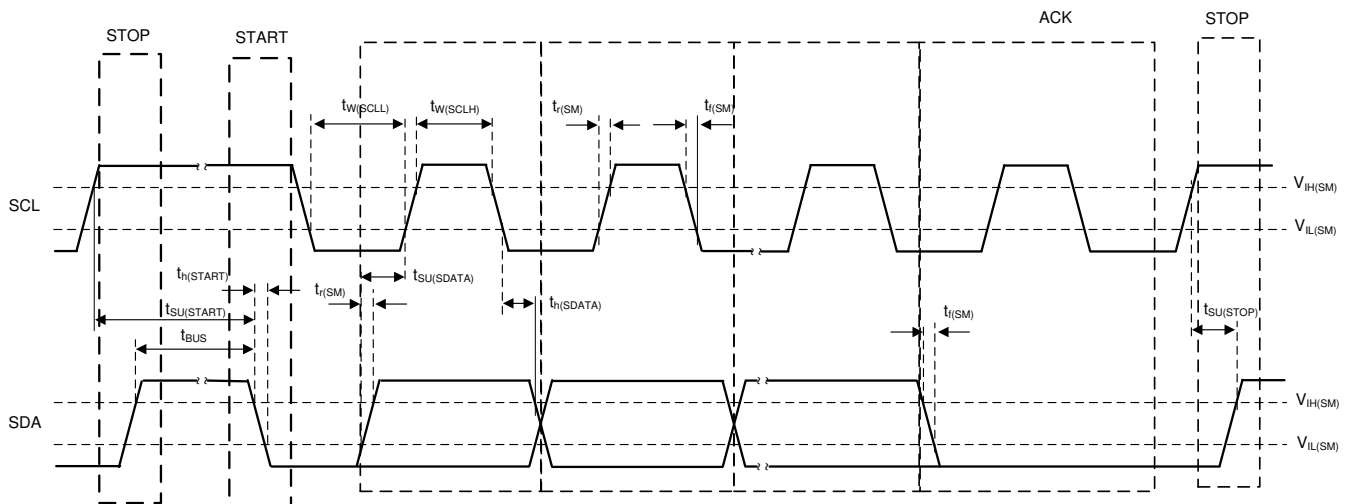 ACK
STOP START STOP
tW(SCLL) tW(SCLH) tr(SM) tf(SM)
VIH(SM)
SCL
VIL(SM)
th(START) tSU(SDATA)
tr(SM)
th(SDATA)
tSU(START) tf(SM) tSU(STOP)
tBUS
VIH(SM)
SDA
VIL(SM)